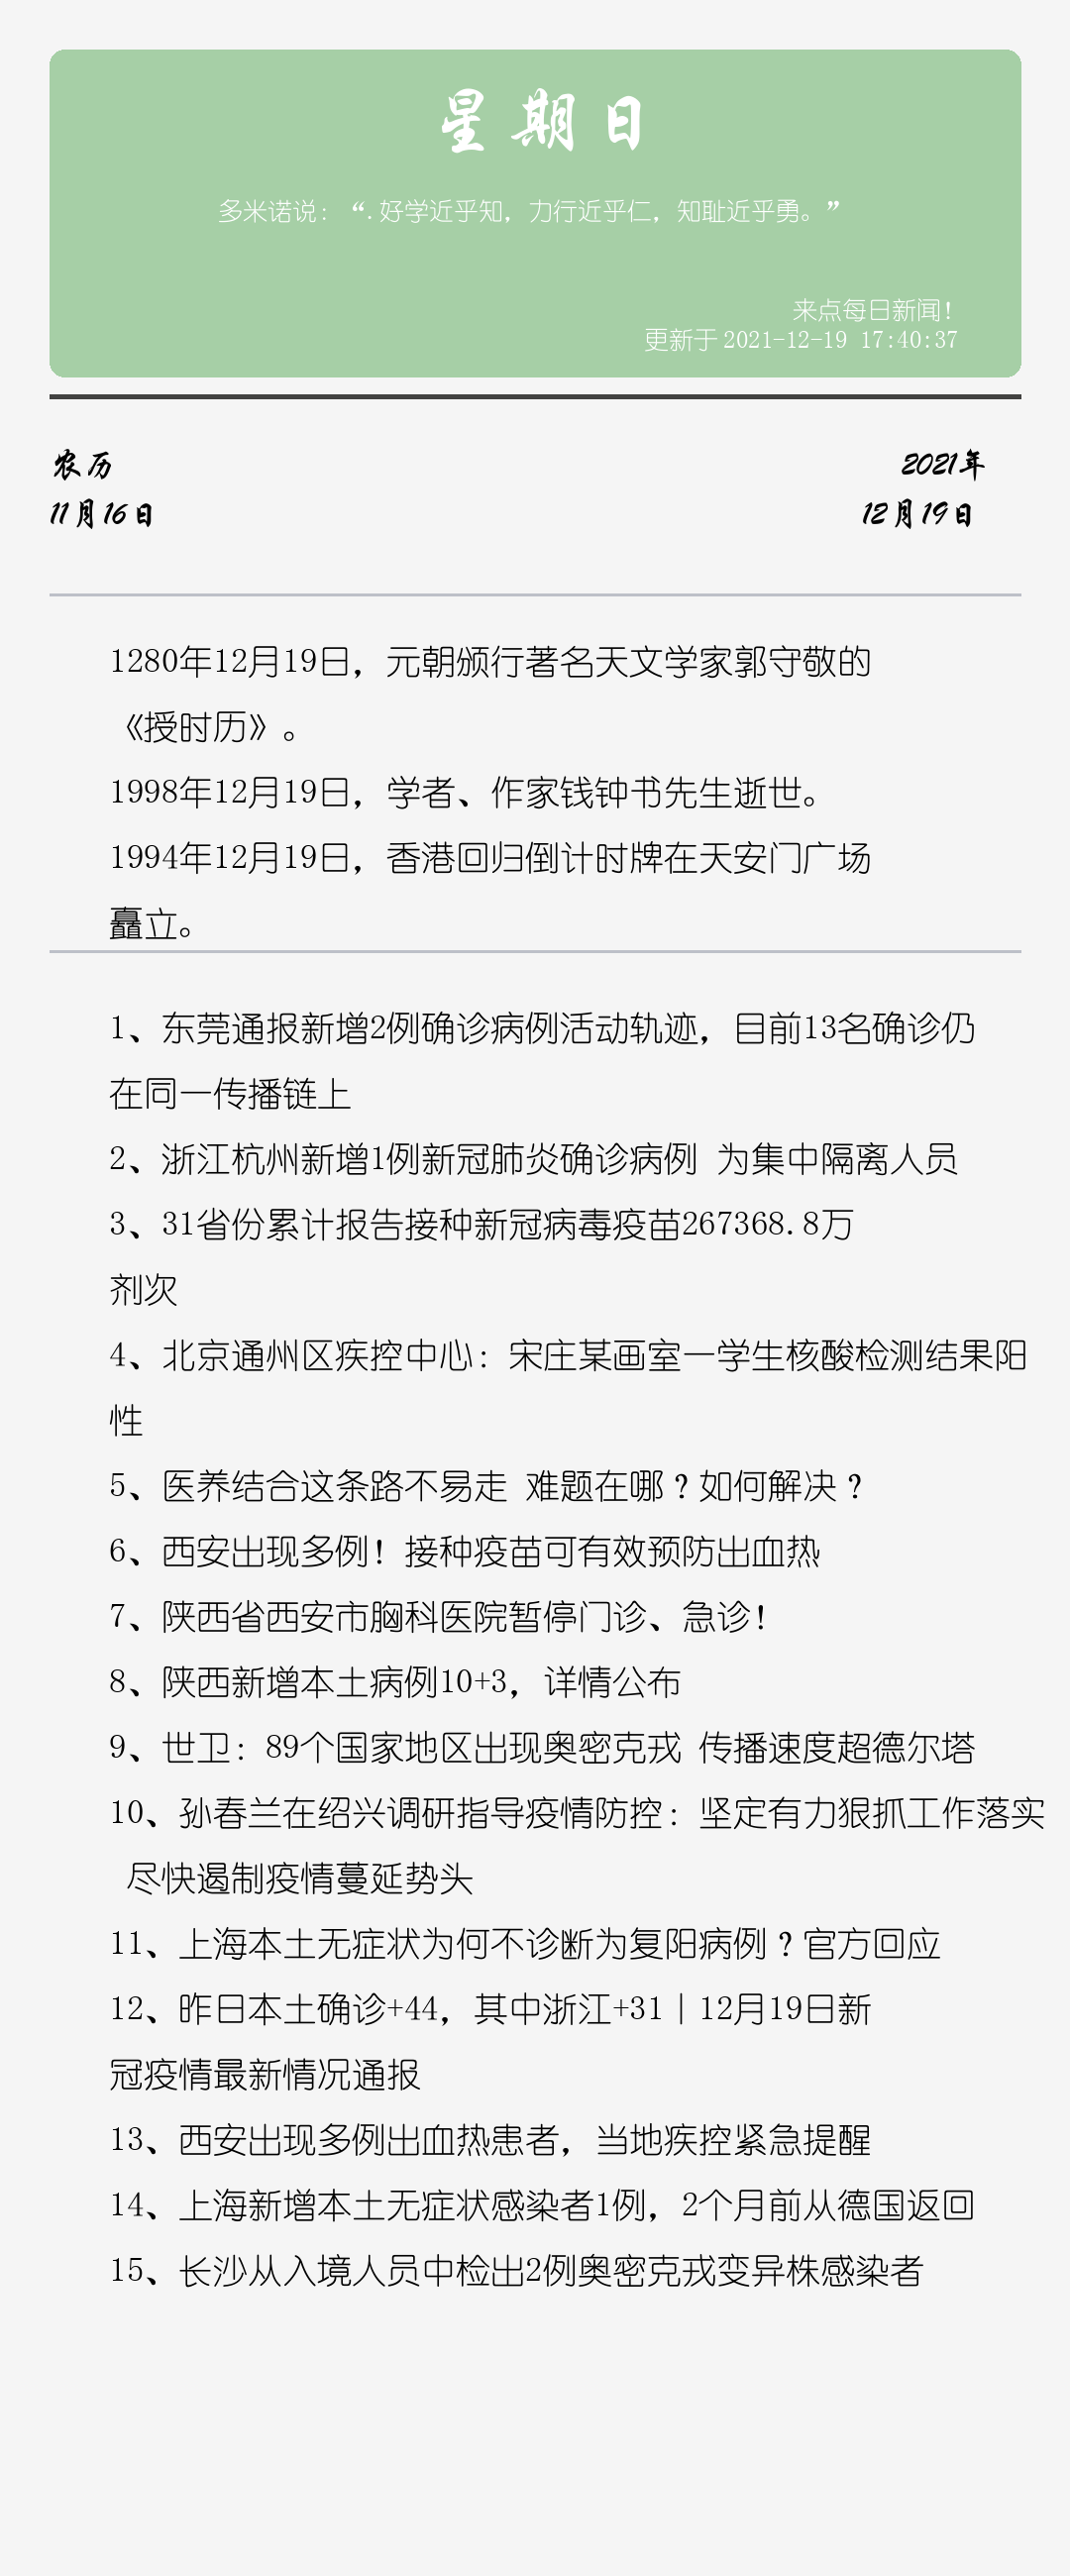 星期日
多米诺说：“.好学近乎知，力行近乎仁，知耻近乎勇。”
来点每日新闻！
更新于2021-12-19 17:40:37
农历
2021年
11月16日
12月19日
1280年12月19日，元朝颁行著名天文学家郭守敬的
《授时历》。
1998年12月19日，学者、作家钱钟书先生逝世。
1994年12月19日，香港回归倒计时牌在天安门广场
矗立。
1、东莞通报新增2例确诊病例活动轨迹，目前13名确诊仍
在同一传播链上
2、浙江杭州新增1例新冠肺炎确诊病例 为集中隔离人员
3、31省份累计报告接种新冠病毒疫苗267368.8万
剂次
4、北京通州区疾控中心：宋庄某画室一学生核酸检测结果阳
性
5、医养结合这条路不易走 难题在哪？如何解决？
6、西安出现多例！接种疫苗可有效预防出血热
7、陕西省西安市胸科医院暂停门诊、急诊！
8、陕西新增本土病例10+3，详情公布
9、世卫：89个国家地区出现奥密克戎 传播速度超德尔塔
10、孙春兰在绍兴调研指导疫情防控：坚定有力狠抓工作落实
尽快遏制疫情蔓延势头
11、上海本土无症状为何不诊断为复阳病例？官方回应
12、昨日本土确诊+44，其中浙江+31｜12月19日新
冠疫情最新情况通报
13、西安出现多例出血热患者，当地疾控紧急提醒
14、上海新增本土无症状感染者1例，2个月前从德国返回
15、长沙从入境人员中检出2例奥密克戎变异株感染者